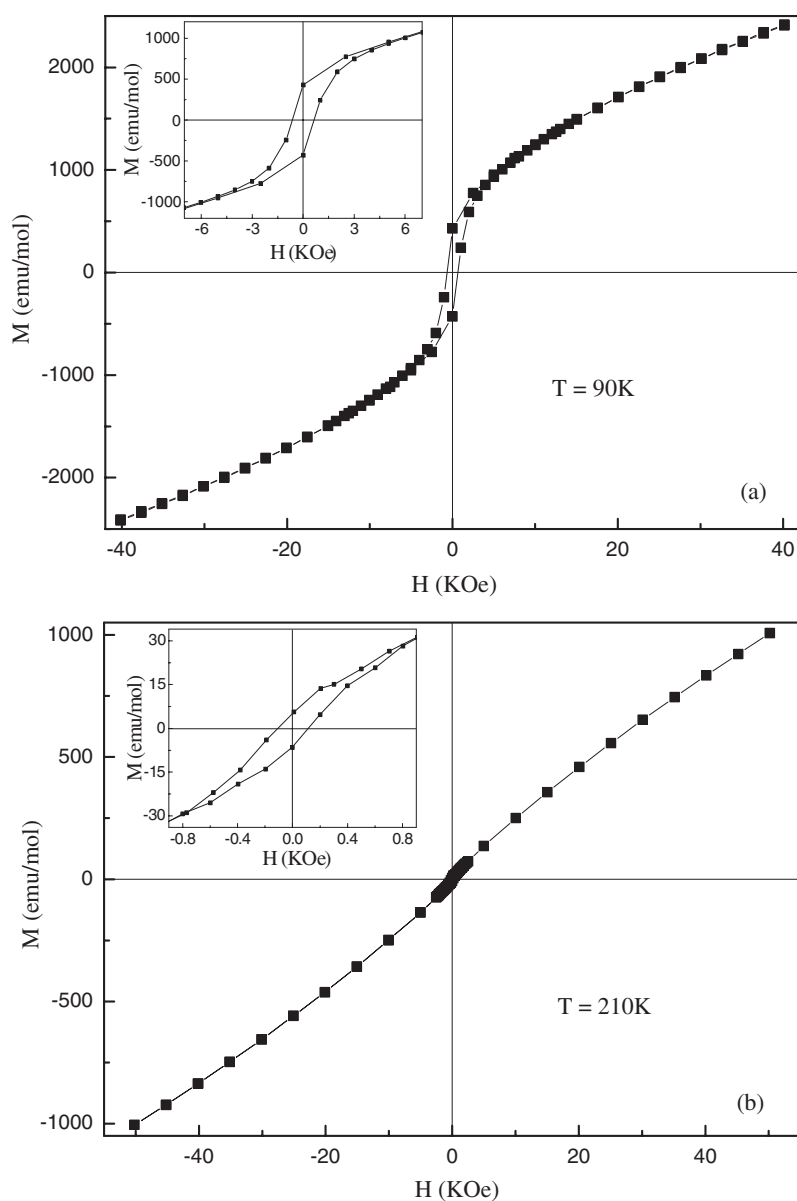 1000
500
0
-500
-1000
M (emu/mol)
-6 -3 0 3 6
H (KOe)
2000
1000
0
-1000
-2000
M (emu/mol)
T = 90K
(a)
-40 -20 0 20 40
H (KOe)
30
15
0
-15
-30
M (emu/mol)
-0.8 -0.4 0.0 0.4 0.8
H (KOe)
1000
500
0
-500
-1000
M (emu/mol)
T = 210K
(b)
-40 -20 0 20 40
H (KOe)